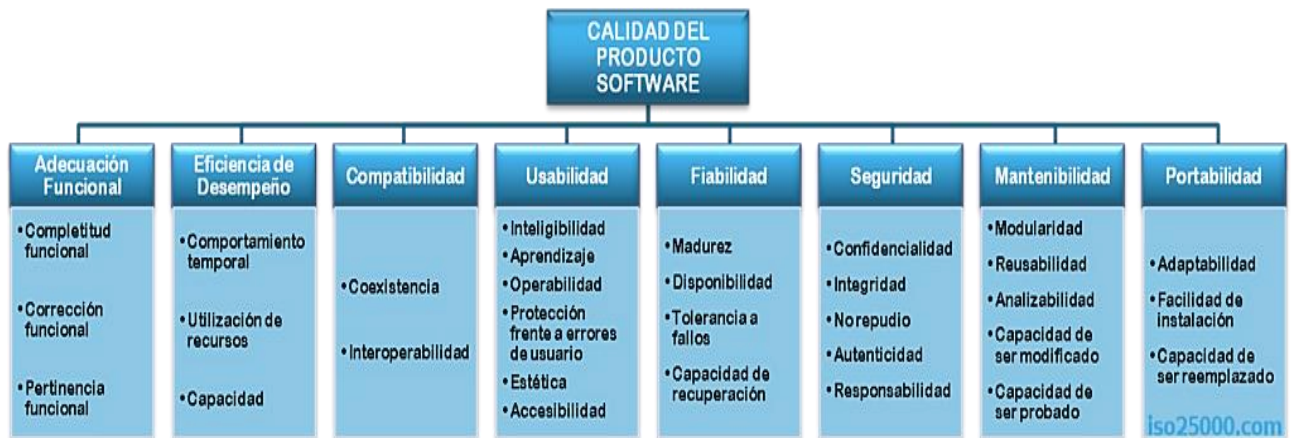 CALIDAD DEL
PRODUCTO
SOFTWARE
Adecuación
Funcional
• Completitud
funcional
• Corrección
funcional
• Pertinencia
funcional
Eficiencia de
Desempeño
• Comportamiento
temporal
• Utilización de
recursos
• Capacidad
Compatibilidad
• Coexistencia
• Interoperabilidad
Usabilidad
• Inteligibilidad
• Aprendizaje
• Operabilidad
• Protección
frente a errores
de usuario
• Estética
• Accesibilidad
Fiabilidad
• Madurez
• Disponibilidad
• Tolerancia a
fallos
• Capacidad de
recuperación
Seguridad
• Confidencialidad
• Integridad
• No repudio
• Autenticidad
• Responsabilidad
Mantenibilidad
• Modularidad
• Reusabilidad
• Analizabilidad
• Capacidad de
ser modificado
• Capacidad de
ser probado
Portabilidad
• Adaptabilidad
• Facilidad de
instalación
• Capacidad de
ser reemplazado
iso25000.com